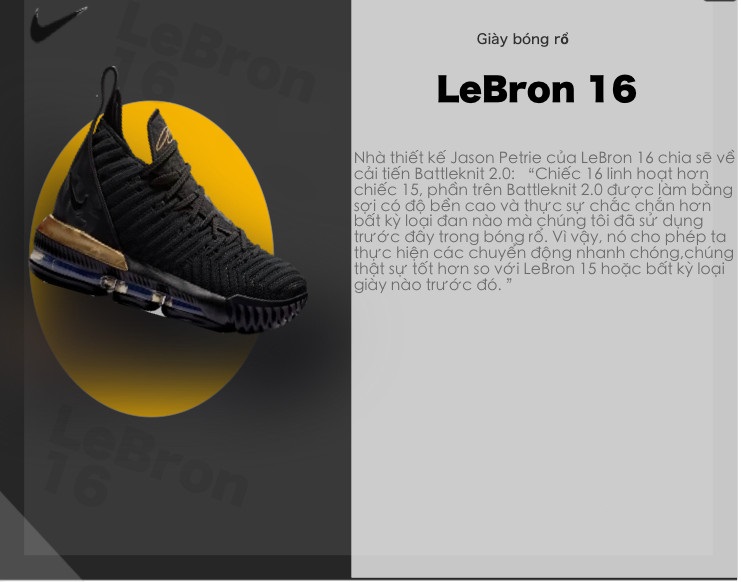 LeBron
16
Giày bóng rổ
LeBron 16
Nhà thiết kế Jason Petrie của LeBron 16 chia sẽ về
cải tiến Battleknit 2.0: “Chiếc 16 linh hoạt hơn
chiếc 15, phần trên Battleknit 2.0 được làm bằng
sợi có độ bền cao và thực sự chắc chắn hơn
bất kỳ loại đan nào mà chúng tôi đã sử dụng
trước đây trong bóng rổ. Vì vậy, nó cho phép ta
thực hiện các chuyển động nhanh chóng,chúng
thật sự tốt hơn so với LeBron 15 hoặc bất kỳ loại
giày nào trước đó. ”
LeBron
16